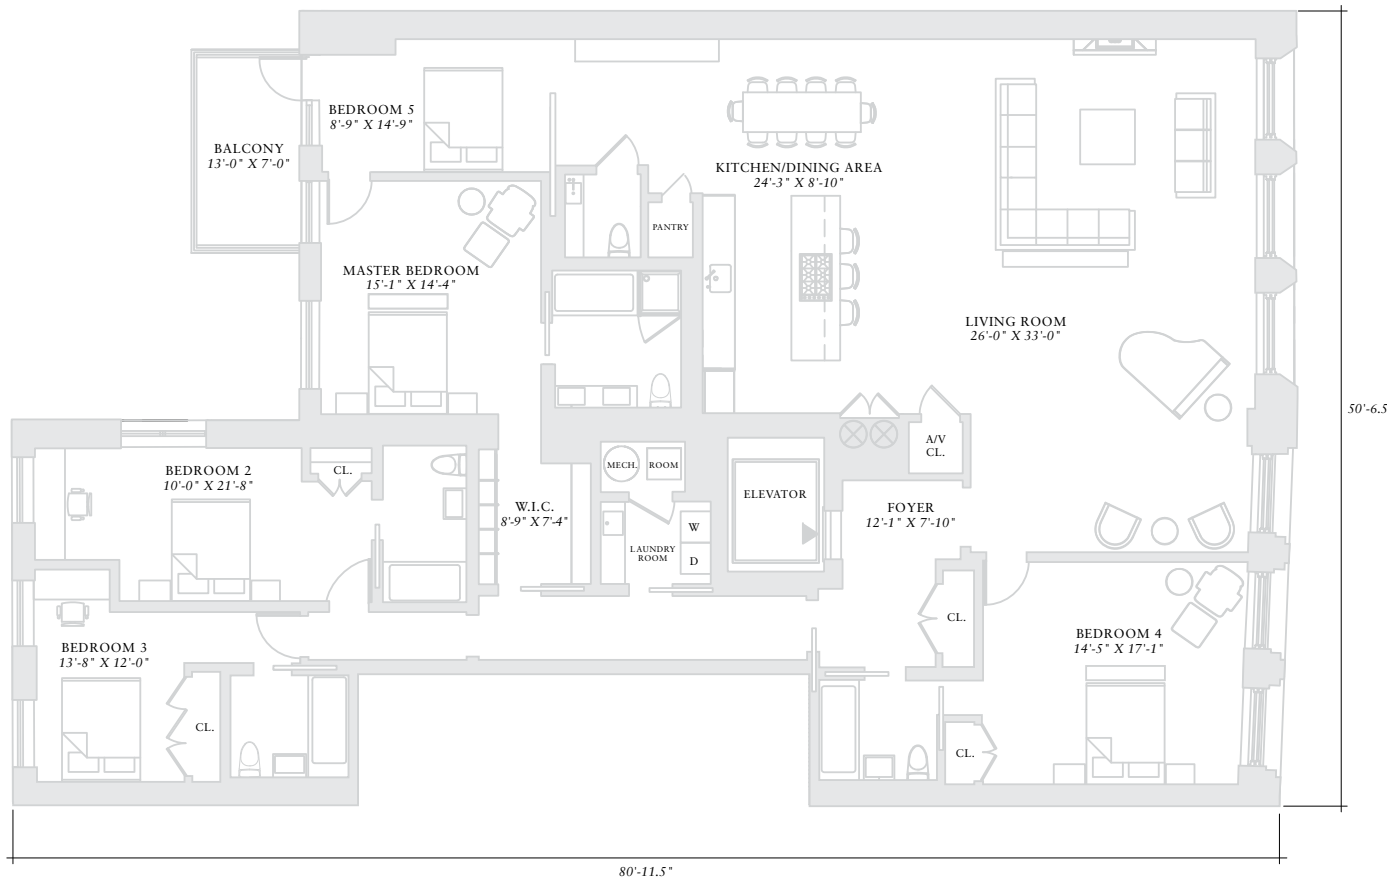 BEDROOM 5
8'-9" X 14'-9"
BALCONY
13'-0" X 7'-0"
KITCHEN/DINING AREA
24'-3" X 8'-10"
PANTRY
MASTER BEDROOM
15'-1" X 14'-4"
LIVING ROOM
26'-0" X 33'-0"
50'-6.5
A/V
CL.
BEDROOM 2
10'-0" X 21'-8"
CL.
MECH. ROOM
ELEVATOR
W.I.C.
8'-9" X 7'-4"
FOYER
12'-1" X 7'-10"
W
LAUNDRY
ROOM
D
CL.
BEDROOM 3
13'-8" X 12'-0"
BEDROOM 4
14'-5" X 17'-1"
CL.
CL.
80'-11.5"